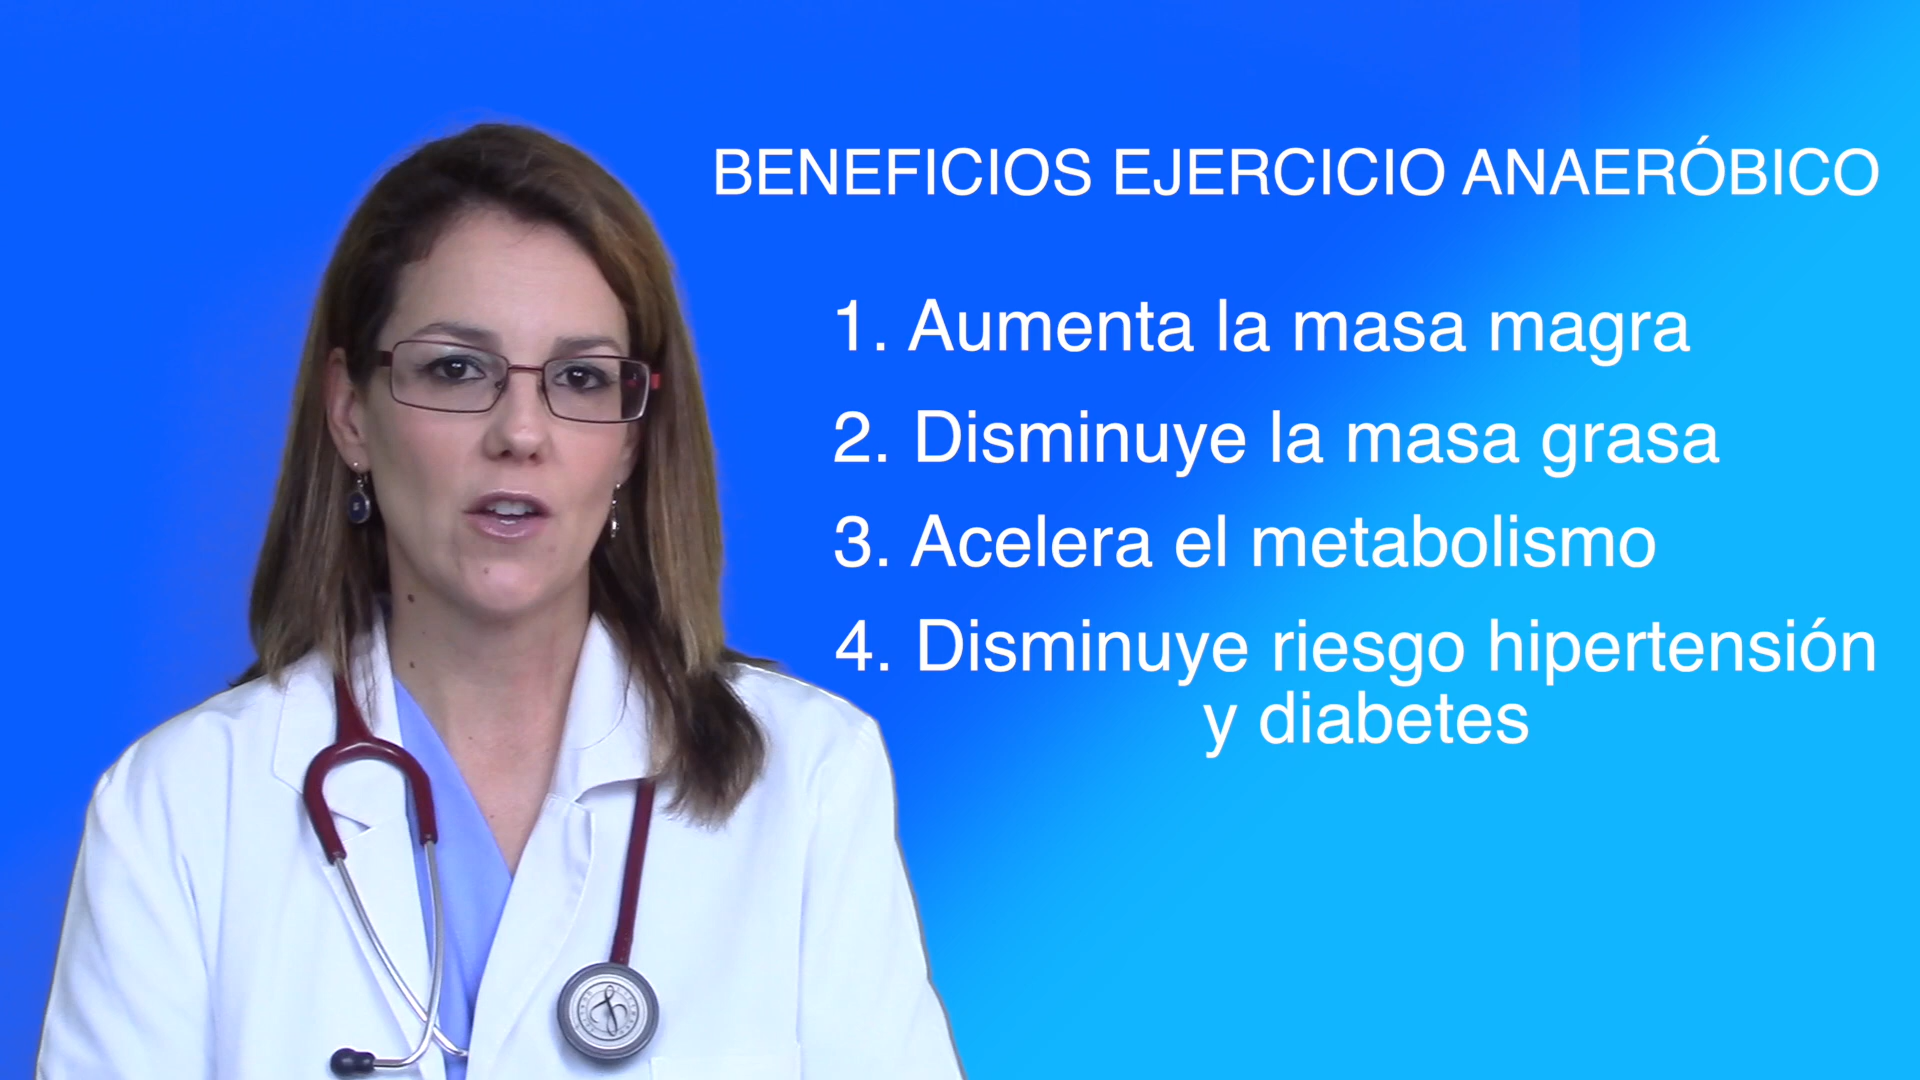 BENEFICIOS EJERCICIO ANAERÓBICO
1. Aumenta la masa magra
2. Disminuye la masa grasa
3. Acelera el metabolismo
4. Disminuye riesgo hipertensión
y diabetes